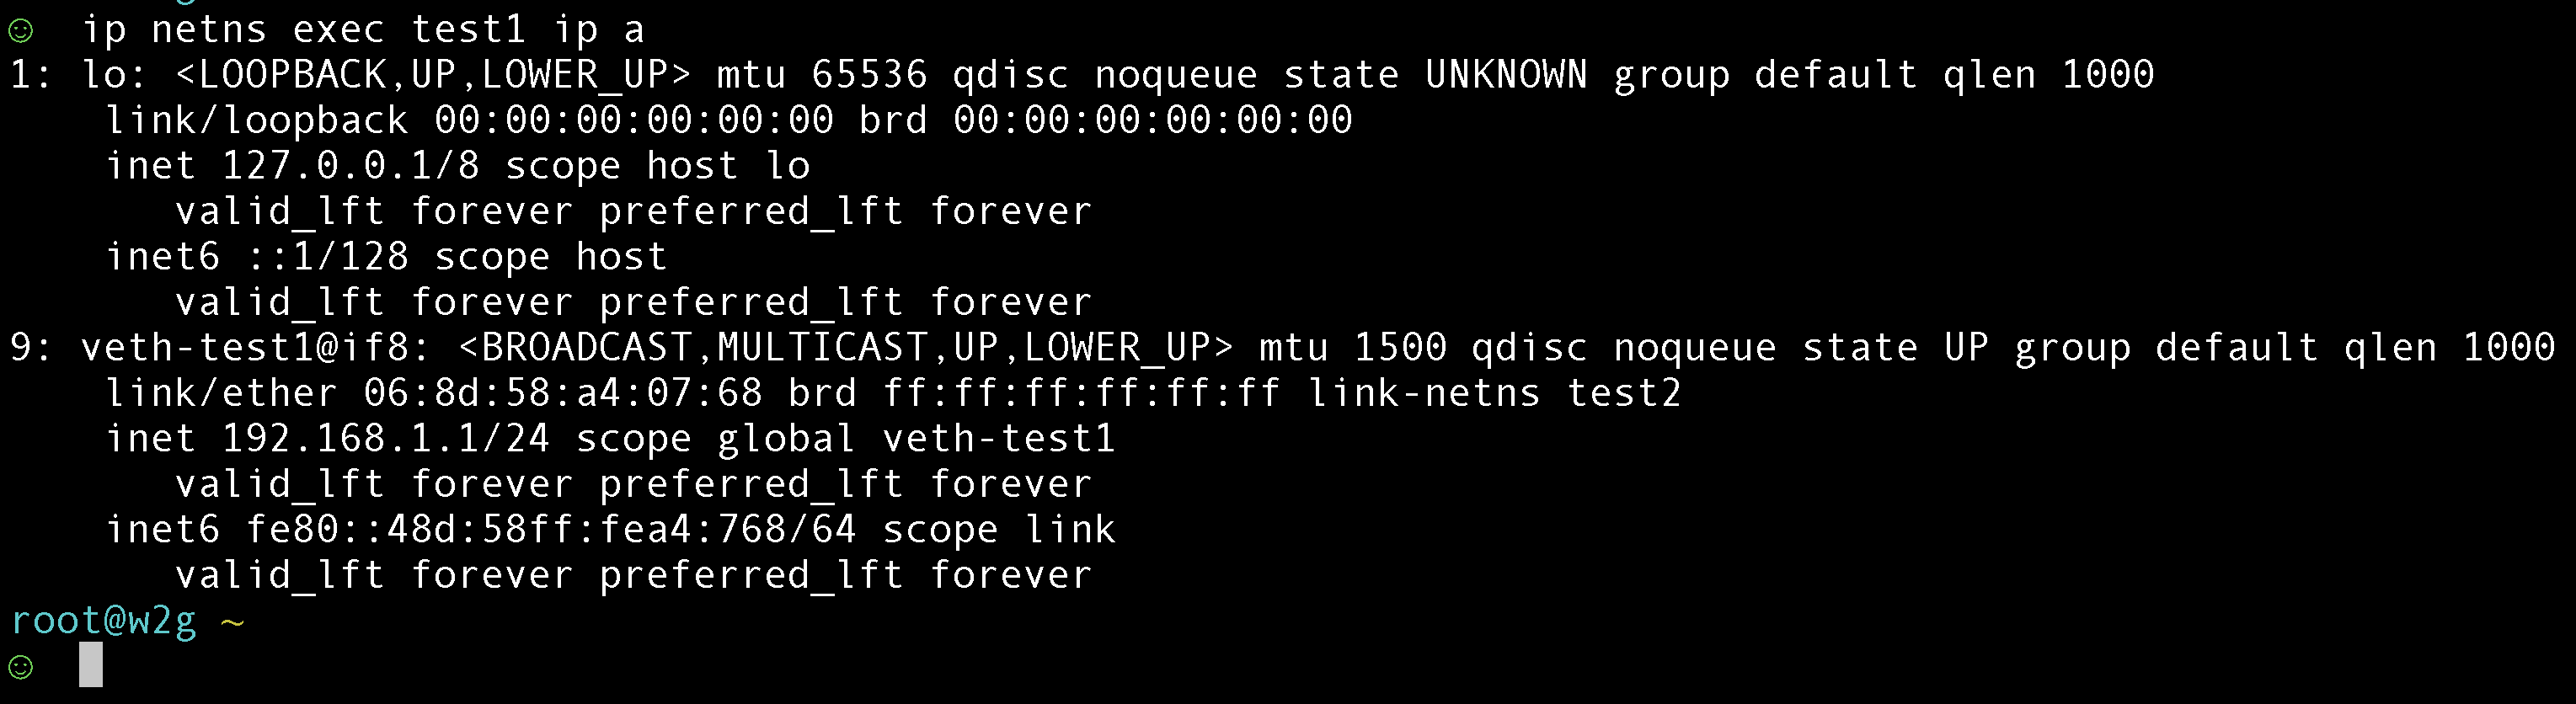 ☺ ip netns exec test1 ip a
1: lo: <LOOPBACK,UP,LOWER_UP> mtu 65536 qdisc noqueue state UNKNOWN group default qlen 1000
    link/loopback 00:00:00:00:00:00 brd 00:00:00:00:00:00
    inet 127.0.0.1/8 scope host lo
       valid_lft forever preferred_lft forever
    inet6 ::1/128 scope host
       valid_lft forever preferred_lft forever
9: veth-test1@if8: <BROADCAST,MULTICAST,UP,LOWER_UP> mtu 1500 qdisc noqueue state UP group default qlen 1000
    link/ether 06:8d:58:a4:07:68 brd ff:ff:ff:ff:ff:ff link-netns test2
    inet 192.168.1.1/24 scope global veth-test1
       valid_lft forever preferred_lft forever
    inet6 fe80::48d:58ff:fea4:768/64 scope link
       valid_lft forever preferred_lft forever
root@w2g ~
☺